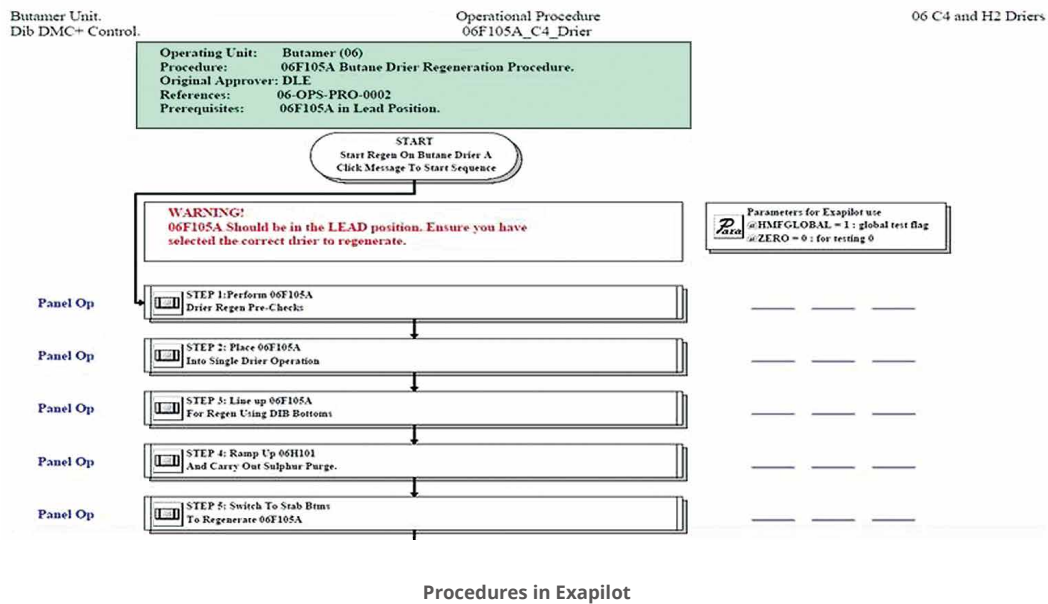 Butamer Unit.
Dib DMC+ Control.
Operational Procedure
06F105A_C4_Drier
06 C4 and H2 Driers
Operating Unit: Butamer (06)
Procedure: 06F105A Butane Drier Regeneration Procedure.
Original Approver: DLE
References: 06-OPS-PRO-0002
Prerequisites: 06F105A in Lead Position.
START
Start Regen On Butane Drier A
Click Message To Start Sequence
WARNING!
06F105A Should be in the LEAD position. Ensure you have
selected the correct drier to regenerate.
Para
Parameters for Exapilot use
@HMFGLOBAL = 1 : global test flag
@ZERO = 0 : for testing 0
Panel Op
STEP 1:Perform 06F105A
Drier Regen Pre-Checks
Panel Op
STEP 2: Place 06F105A
Into Single Drier Operation
Panel Op
STEP 3: Line up 06F105A
For Regen Using DIB Bottoms
Panel Op
STEP 4: Ramp Up 06H101
And Carry Out Sulphur Purge.
Panel Op
STEP 5: Switch To Stab Btms
To Regenerate 06F105A
Procedures in Exapilot